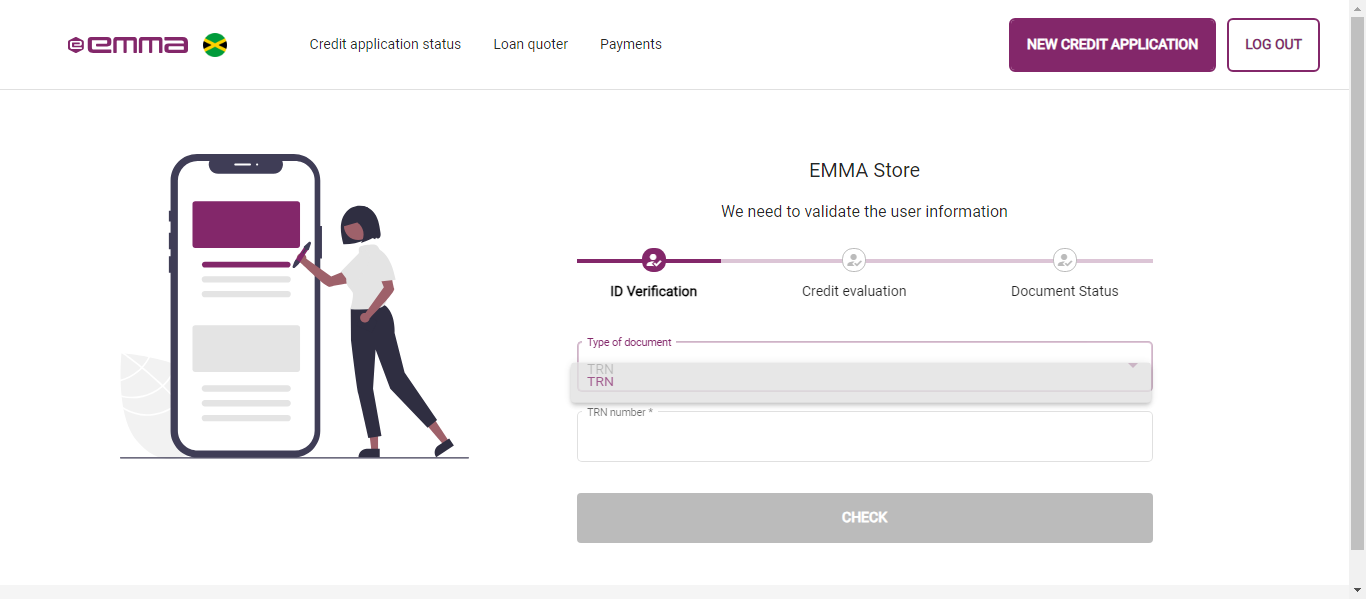 emma
Credit application status
Loan quoter
Payments
NEW CREDIT APPLICATION
LOG OUT
EMMA Store
We need to validate the user information
ID Verification
Credit evaluation
Document Status
Type of document
TRN
TRN
TRN number *
CHECK